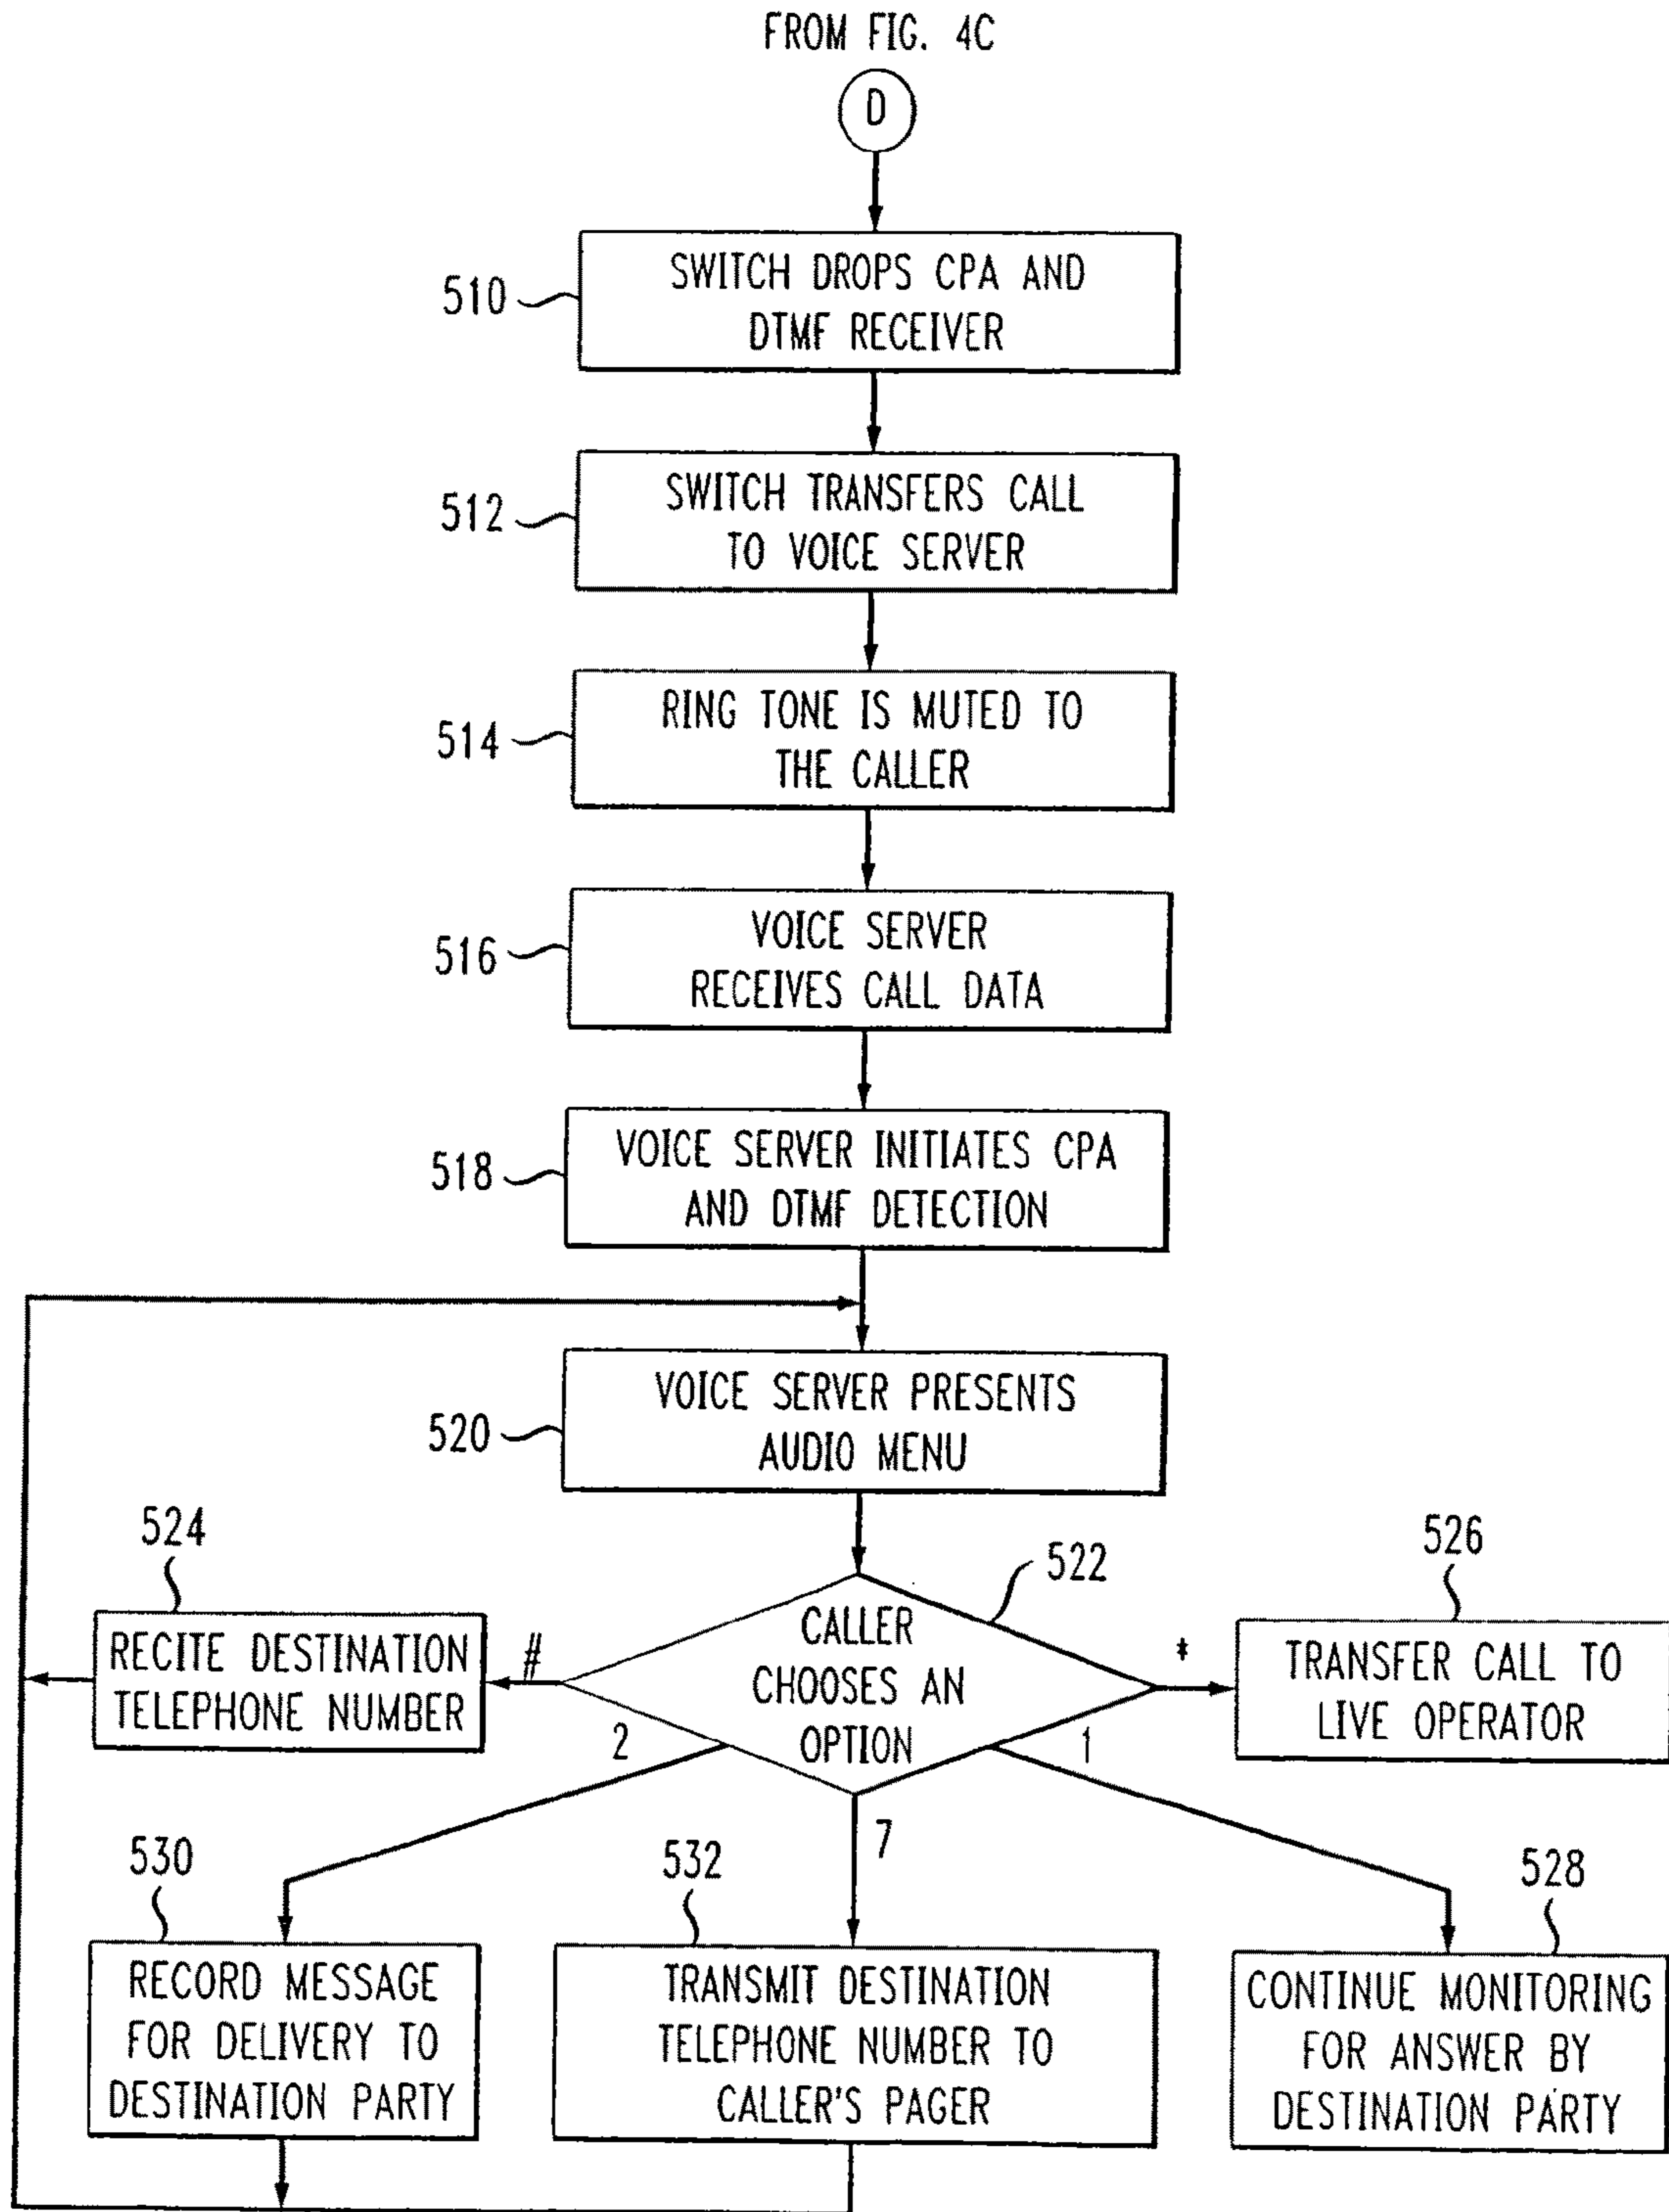 FROM FIG. 4C
D
510
SWITCH DROPS CPA AND
DTMF RECEIVER
512
SWITCH TRANSFERS CALL
TO VOICE SERVER
514
RING TONE IS MUTED TO
THE CALLER
516
VOICE SERVER
RECEIVES CALL DATA
518
VOICE SERVER INITIATES CPA
AND DTMF DETECTION
520
VOICE SERVER PRESENTS
AUDIO MENU
522
CALLER
CHOOSES AN
OPTION
524
#
RECITE DESTINATION
TELEPHONE NUMBER
526
*
TRANSFER CALL TO
LIVE OPERATOR
2
7
1
530
RECORD MESSAGE
FOR DELIVERY TO
DESTINATION PARTY
532
TRANSMIT DESTINATION
TELEPHONE NUMBER TO
CALLER'S PAGER
528
CONTINUE MONITORING
FOR ANSWER BY
DESTINATION PARTY